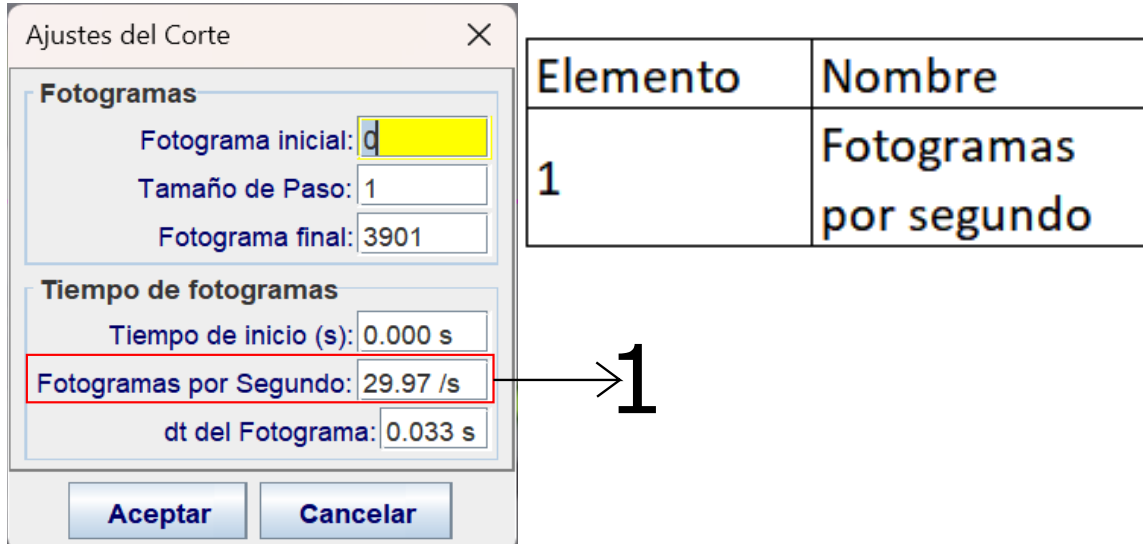 Ajustes del Corte
Fotogramas
Fotograma inicial: 0
Tamaño de Paso: 1
Fotograma final: 3901
Tiempo de fotogramas
Tiempo de inicio (s): 0.000 s
Fotogramas por Segundo: 29.97 /s
dt del Fotograma: 0.033 s
Aceptar Cancelar
Elemento Nombre
1 Fotogramas
por segundo
1